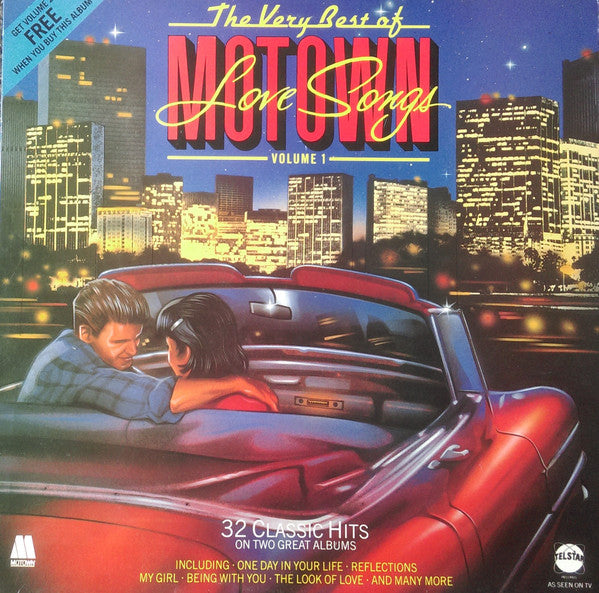 GET VOLUME
FREE
WHEN YOU BUY THIS ALBUM
The Very Best of
MOTOWN
Love Songs
VOLUME 1
32 CLASSIC HITS
ON TWO GREAT ALBUMS
INCLUDING · ONE DAY IN YOUR LIFE · REFLECTIONS
MY GIRL · BEING WITH YOU · THE LOOK OF LOVE · AND MANY MORE
M
MOTOWN
TELSTAR
RECORDS
AS SEEN ON TV